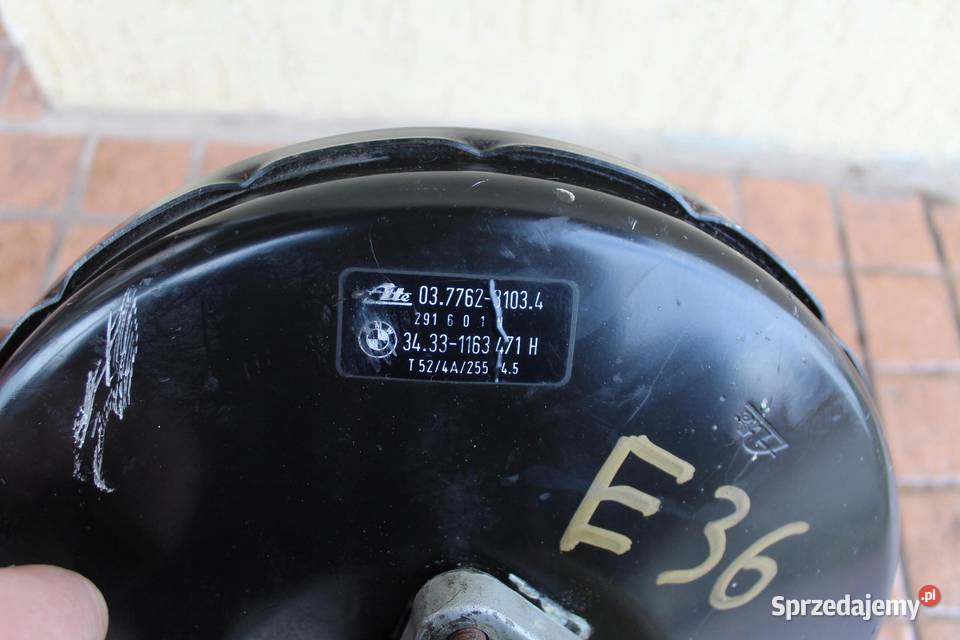 Ate 03.7762-3103.4
291 6 0 1
34.33-1163 471 H
T 52/4A/255 4.5
E36
Sprzedajemy.pl